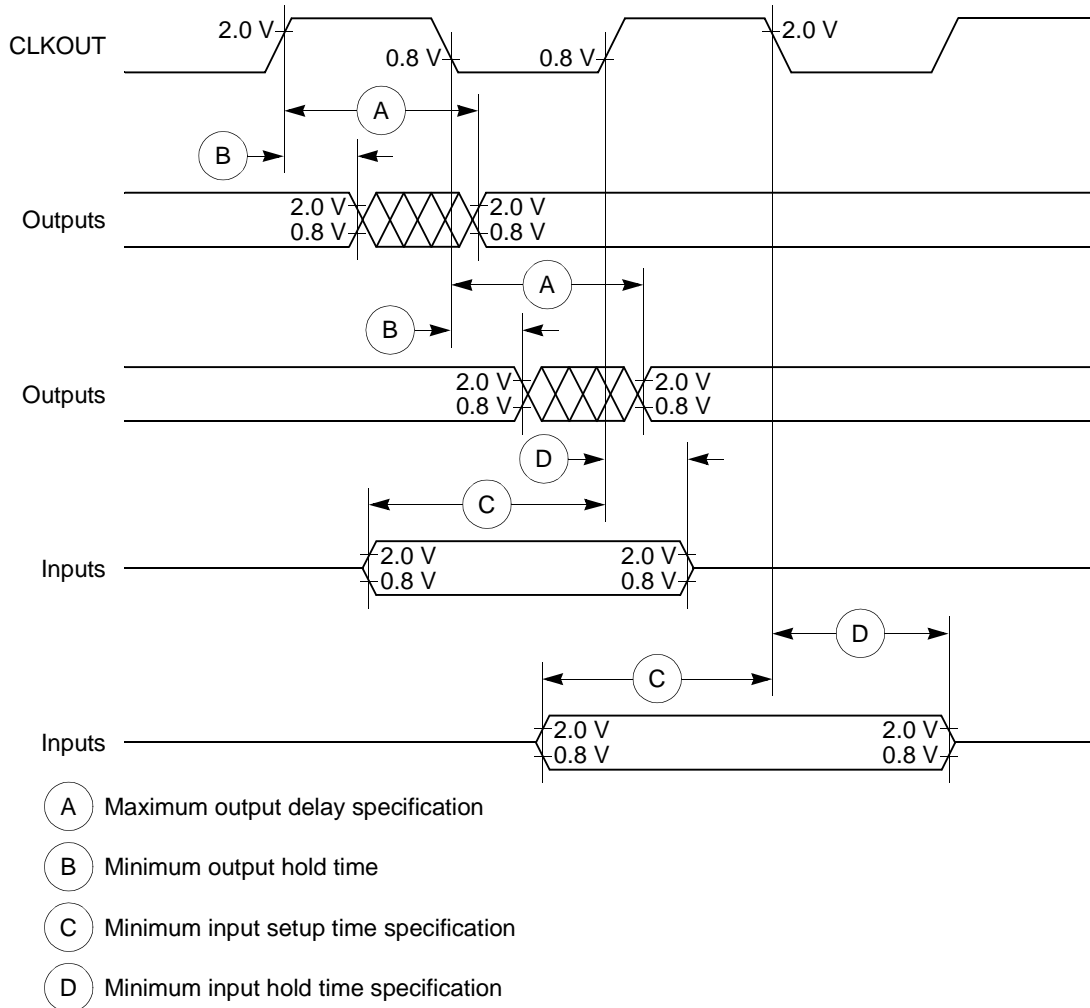 CLKOUT
2.0 V
0.8 V
0.8 V
2.0 V
A
B
Outputs
2.0 V
0.8 V
2.0 V
0.8 V
A
B
Outputs
2.0 V
0.8 V
2.0 V
0.8 V
D
C
Inputs
2.0 V
0.8 V
2.0 V
0.8 V
D
C
Inputs
2.0 V
0.8 V
2.0 V
0.8 V
A Maximum output delay specification
B Minimum output hold time
C Minimum input setup time specification
D Minimum input hold time specification